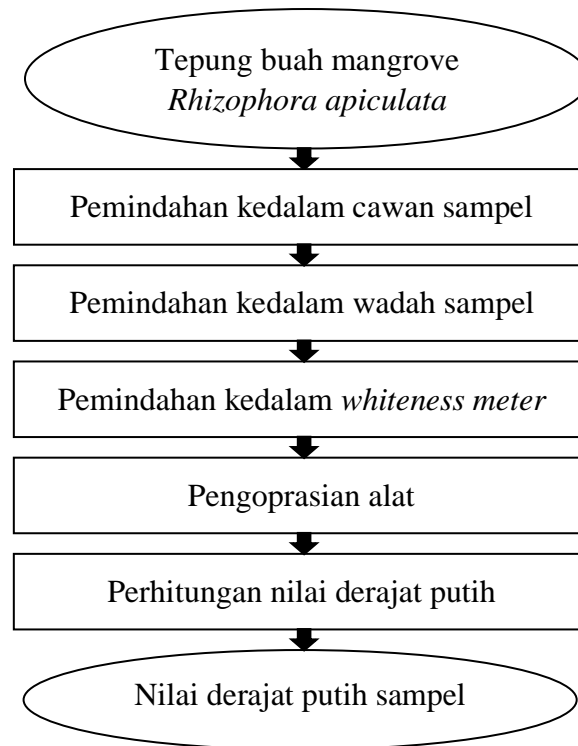 Tepung buah mangrove
Rhizophora apiculata
Pemindahan kedalam cawan sampel
Pemindahan kedalam wadah sampel
Pemindahan kedalam whiteness meter
Pengoprasian alat
Perhitungan nilai derajat putih
Nilai derajat putih sampel